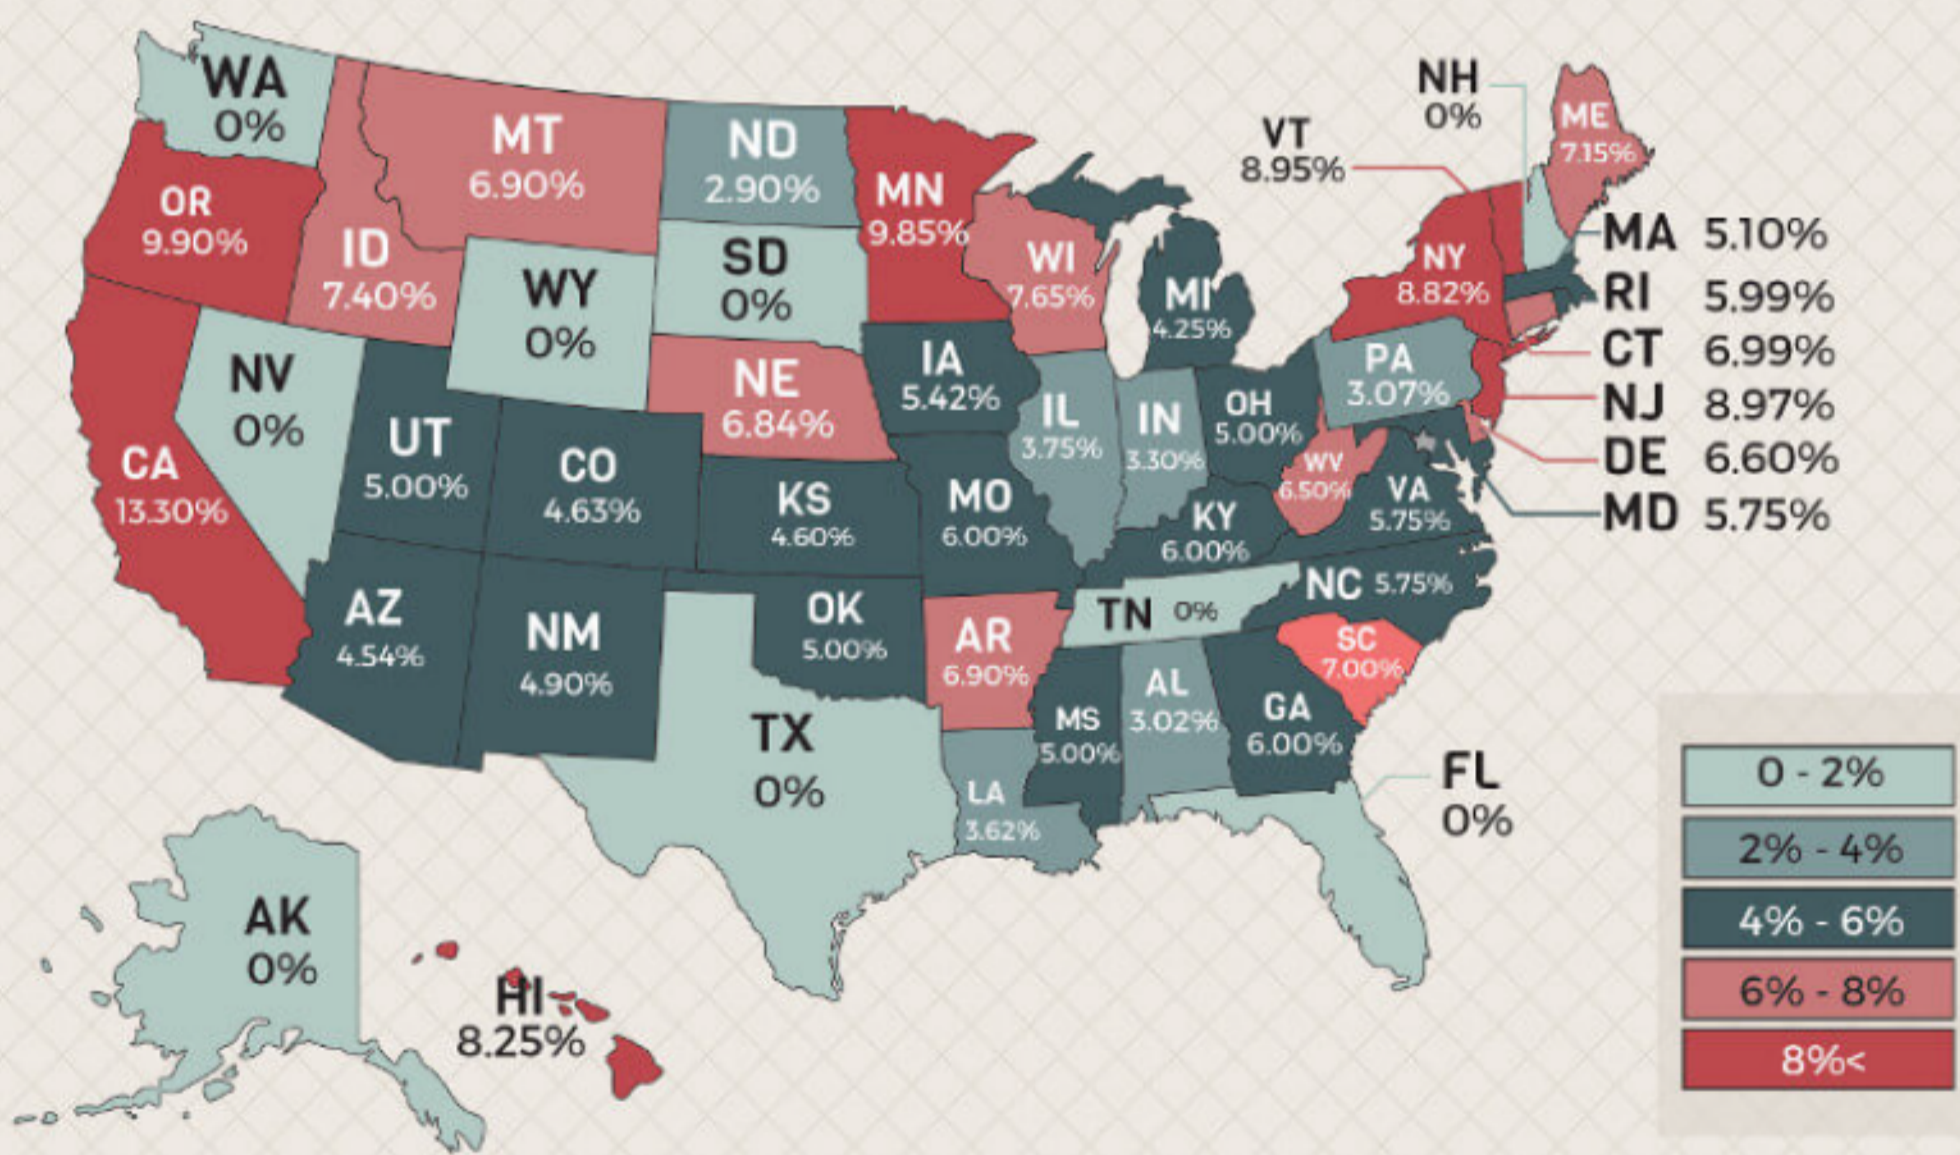 WA
0%
MT
6.90%
ND
2.90%
MN
9.85%
NH
0%
VT
8.95%
ME
7.15%
OR
9.90%
ID
7.40%
WY
0%
SD
0%
WI
7.65%
MI
4.25%
NY
8.82%
MA 5.10%
RI 5.99%
CT 6.99%
NJ 8.97%
DE 6.60%
MD 5.75%
NV
0%
NE
6.84%
IA
5.42%
IL
3.75%
IN
3.30%
OH
5.00%
PA
3.07%
CA
13.30%
UT
5.00%
CO
4.63%
KS
4.60%
MO
6.00%
KY
6.00%
WV
6.50%
VA
5.75%
AZ
4.54%
NM
4.90%
OK
5.00%
AR
6.90%
TN 0%
NC 5.75%
SC
7.00%
TX
0%
LA
3.62%
MS
5.00%
AL
3.02%
GA
6.00%
FL
0%
AK
0%
HI
8.25%
0 - 2%
2% - 4%
4% - 6%
6% - 8%
8%<